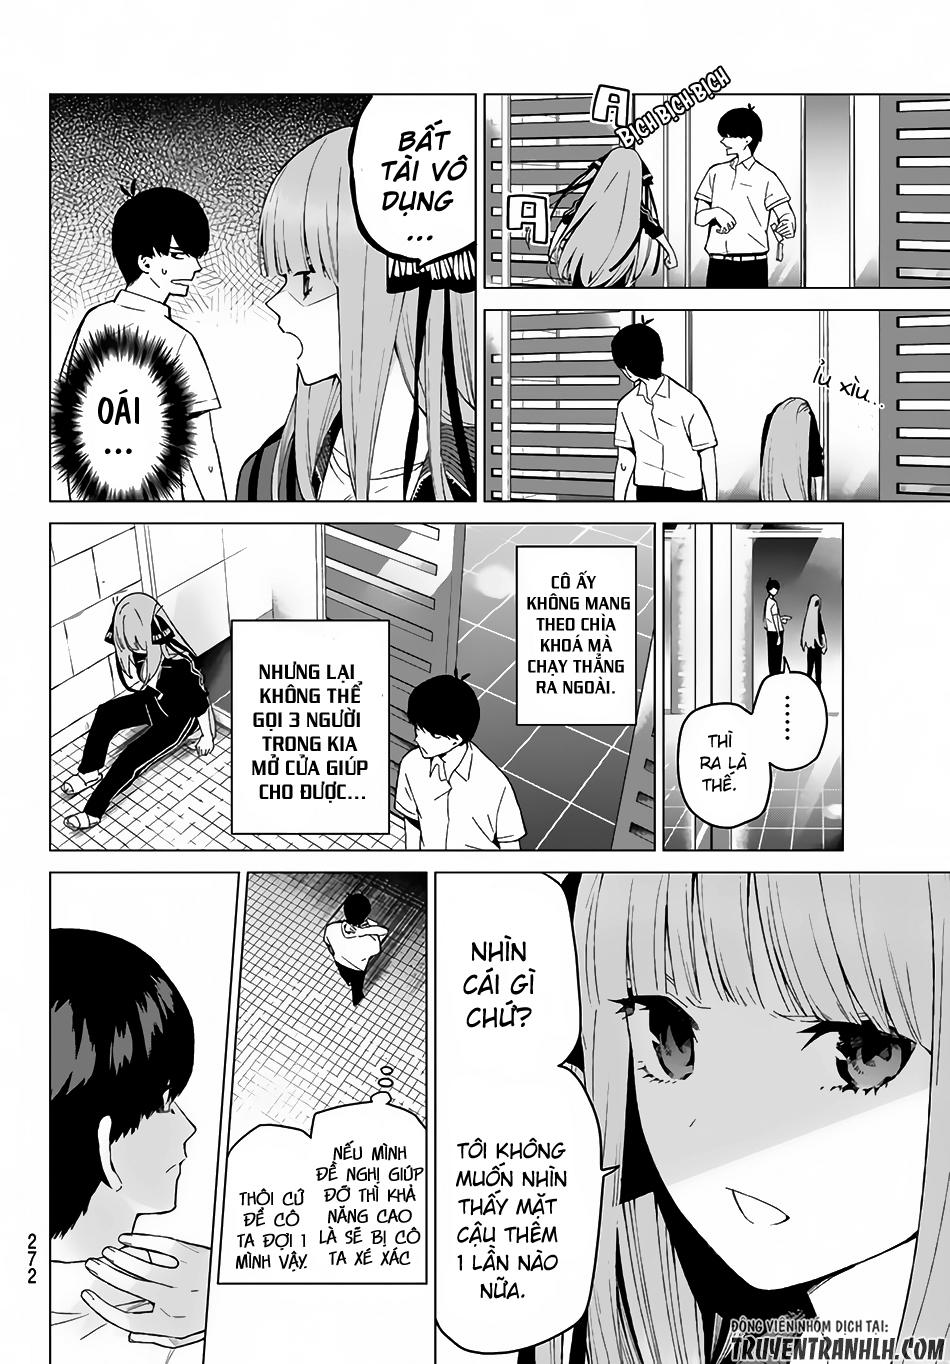 A
A
BỊCH BỊCH BỊCH
BẤT
TÀI VÔ
DỤNG
...
OÁI
...
ỈU XÌU...
CÔ ẤY
KHÔNG MANG
THEO CHÌA
KHOÁ MÀ
CHẠY THẲNG
RA NGOÀI.
NHƯNG LẠI
KHÔNG THỂ
GỌI 3 NGƯỜI
TRONG KIA
MỞ CỬA GIÚP
CHO ĐƯỢC...
......
THÌ
RA LÀ
THẾ.
NHÌN
CÁI GÌ
CHỨ?
TÔI KHÔNG
MUỐN NHÌN
THẤY MẶT
CẬU THÊM
1 LẦN NÀO
NỮA.
NẾU MÌNH
ĐỀ NGHỊ GIÚP
ĐỠ THÌ KHẢ
NĂNG CAO
LÀ SẼ BỊ CÔ
TA XÉ XÁC
THÔI CỨ
ĐỂ CÔ
TA ĐỢI 1
MÌNH VẬY.
272
ĐỘNG VIÊN NHÓM DỊCH TẠI:
TRUYENTRANHLH.COM